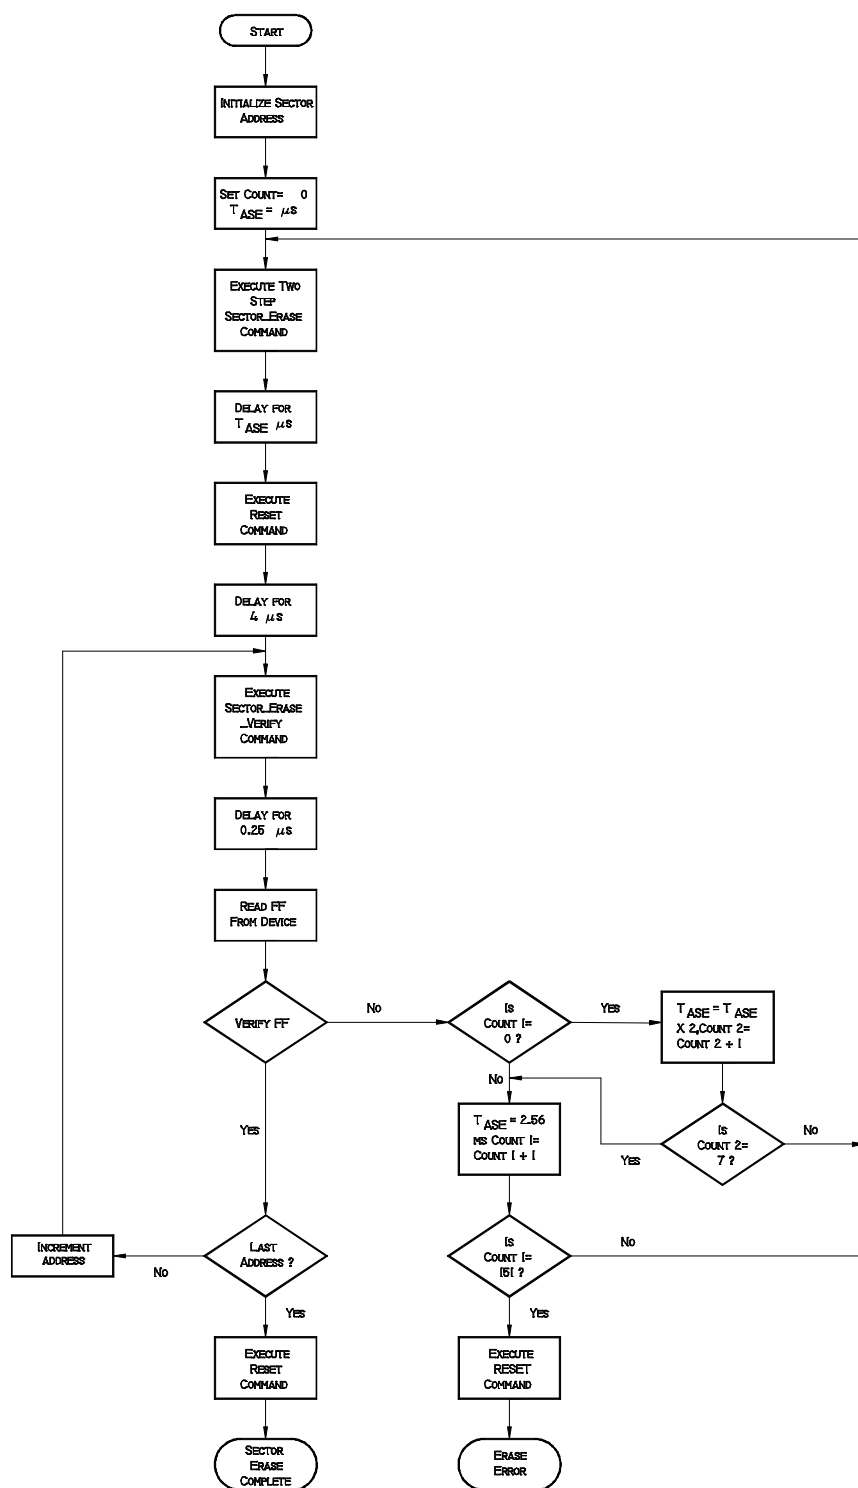 START
INITIALIZE SECTOR
ADDRESS
SET COUNT= 0
T ASE = μS
EXECUTE TWO
STEP
SECTOR_ERASE
COMMAND
DELAY FOR
T ASE μS
EXECUTE
RESET
COMMAND
DELAY FOR
4 μS
EXECUTE
SECTOR_ERASE
_VERIFY
COMMAND
DELAY FOR
0.25 μS
READ FF
FROM DEVICE
VERIFY FF
NO
IS
COUNT 1=
0 ?
YES
T ASE = T ASE
X 2,COUNT 2=
COUNT 2 + 1
NO
T ASE = 2.56
MS COUNT 1=
COUNT 1 + 1
YES
IS
COUNT 2=
7 ?
NO
YES
INCREMENT
ADDRESS
NO
LAST
ADDRESS ?
IS
COUNT 1=
151 ?
NO
YES
YES
EXECUTE
RESET
COMMAND
EXECUTE
RESET
COMMAND
SECTOR
ERASE
COMPLETE
ERASE
ERROR